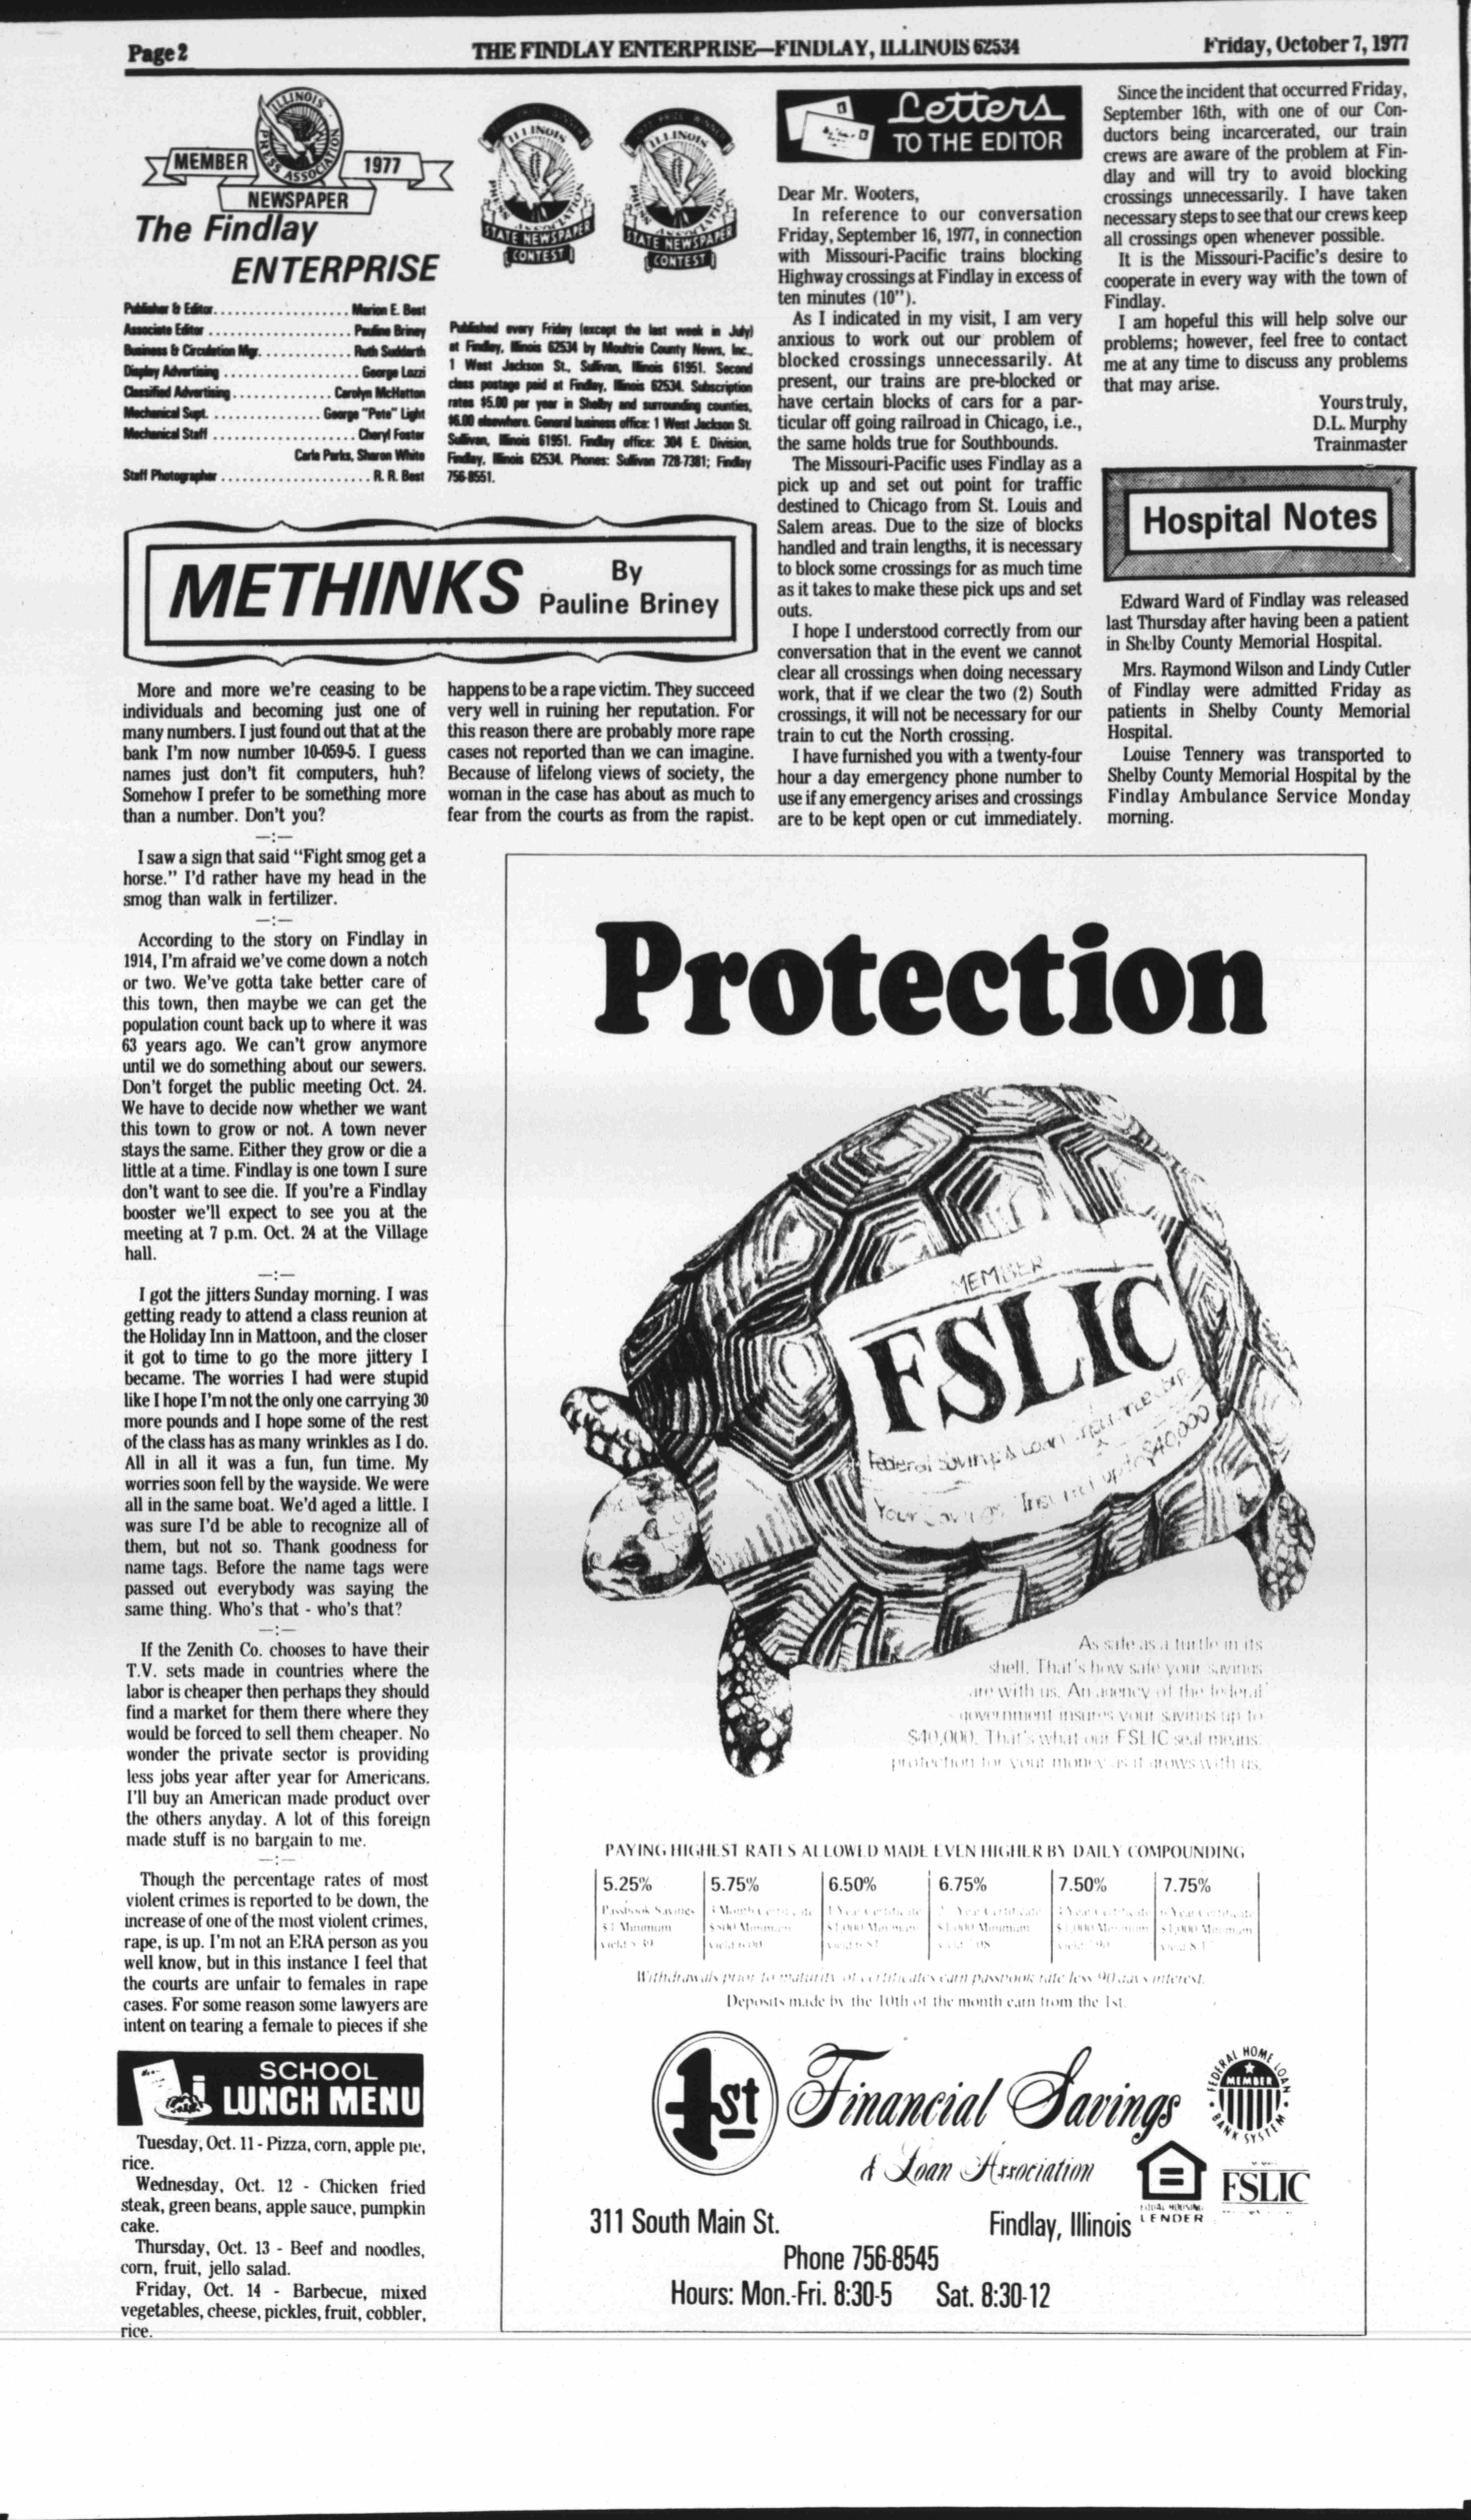 Page 2
THE FINDLAY ENTERPRISE—FINDLAY, ILLINOIS 62534
Friday, October 7, 1977
ILLINOIS
PRESS ASSOCIATION
MEMBER
1977
NEWSPAPER
The Findlay
ENTERPRISE
ILLINOIS
PRESS ASSOCIATION
STATE NEWSPAPER
CONTEST
ILLINOIS
PRESS ASSOCIATION
STATE NEWSPAPER
CONTEST
Publisher & Editor. . . . . . . . . . . . . . . . . . Marion E. Best
Associate Editor . . . . . . . . . . . . . . . . . . . Pauline Briney
Business & Circulation Mgr. . . . . . . . . . . . . Ruth Suddarth
Display Advertising . . . . . . . . . . . . . . . . . . George Lozzi
Classified Advertising . . . . . . . . . . . . . Carolyn McHatton
Mechanical Supt. . . . . . . . . . . . . . . George "Pete" Light
Mechanical Staff . . . . . . . . . . . . . . . . . . . Cheryl Foster
Carla Parks, Sharon White
Staff Photographer . . . . . . . . . . . . . . . . . . . . R. R. Best
Published every Friday (except the last week in July)
at Findlay, Illinois 62534 by Moultrie County News, Inc.,
1 West Jackson St., Sullivan, Illinois 61951. Second
class postage paid at Findlay, Illinois 62534. Subscription
rates $5.00 per year in Shelby and surrounding counties,
$6.00 elsewhere. General business office: 1 West Jackson St.
Sullivan, Illinois 61951. Findlay office: 304 E. Division,
Findlay, Illinois 62534. Phones: Sullivan 728-7381; Findlay
756-8551.
METHINKS
By
Pauline Briney
More and more we're ceasing to be
individuals and becoming just one of
many numbers. I just found out that at the
bank I'm now number 10-059-5. I guess
names just don't fit computers, huh?
Somehow I prefer to be something more
than a number. Don't you?
—:—
I saw a sign that said "Fight smog get a
horse." I'd rather have my head in the
smog than walk in fertilizer.
—:—
According to the story on Findlay in
1914, I'm afraid we've come down a notch
or two. We've gotta take better care of
this town, then maybe we can get the
population count back up to where it was
63 years ago. We can't grow anymore
until we do something about our sewers.
Don't forget the public meeting Oct. 24.
We have to decide now whether we want
this town to grow or not. A town never
stays the same. Either they grow or die a
little at a time. Findlay is one town I sure
don't want to see die. If you're a Findlay
booster we'll expect to see you at the
meeting at 7 p.m. Oct. 24 at the Village
hall.
—:—
I got the jitters Sunday morning. I was
getting ready to attend a class reunion at
the Holiday Inn in Mattoon, and the closer
it got to time to go the more jittery I
became. The worries I had were stupid
like I hope I'm not the only one carrying 30
more pounds and I hope some of the rest
of the class has as many wrinkles as I do.
All in all it was a fun, fun time. My
worries soon fell by the wayside. We were
all in the same boat. We'd aged a little. I
was sure I'd be able to recognize all of
them, but not so. Thank goodness for
name tags. Before the name tags were
passed out everybody was saying the
same thing. Who's that - who's that?
—:—
If the Zenith Co. chooses to have their
T.V. sets made in countries where the
labor is cheaper then perhaps they should
find a market for them there where they
would be forced to sell them cheaper. No
wonder the private sector is providing
less jobs year after year for Americans.
I'll buy an American made product over
the others anyday. A lot of this foreign
made stuff is no bargain to me.
—:—
Though the percentage rates of most
violent crimes is reported to be down, the
increase of one of the most violent crimes,
rape, is up. I'm not an ERA person as you
well know, but in this instance I feel that
the courts are unfair to females in rape
cases. For some reason some lawyers are
intent on tearing a female to pieces if she
happens to be a rape victim. They succeed
very well in ruining her reputation. For
this reason there are probably more rape
cases not reported than we can imagine.
Because of lifelong views of society, the
woman in the case has about as much to
fear from the courts as from the rapist.
SCHOOL
LUNCH MENU
Tuesday, Oct. 11 - Pizza, corn, apple pie,
rice.
Wednesday, Oct. 12 - Chicken fried
steak, green beans, apple sauce, pumpkin
cake.
Thursday, Oct. 13 - Beef and noodles,
corn, fruit, jello salad.
Friday, Oct. 14 - Barbecue, mixed
vegetables, cheese, pickles, fruit, cobbler,
rice.
Letters
TO THE EDITOR
Dear Mr. Wooters,
In reference to our conversation
Friday, September 16, 1977, in connection
with Missouri-Pacific trains blocking
Highway crossings at Findlay in excess of
ten minutes (10").
As I indicated in my visit, I am very
anxious to work out our problem of
blocked crossings unnecessarily. At
present, our trains are pre-blocked or
have certain blocks of cars for a par-
ticular off going railroad in Chicago, i.e.,
the same holds true for Southbounds.
The Missouri-Pacific uses Findlay as a
pick up and set out point for traffic
destined to Chicago from St. Louis and
Salem areas. Due to the size of blocks
handled and train lengths, it is necessary
to block some crossings for as much time
as it takes to make these pick ups and set
outs.
I hope I understood correctly from our
conversation that in the event we cannot
clear all crossings when doing necessary
work, that if we clear the two (2) South
crossings, it will not be necessary for our
train to cut the North crossing.
I have furnished you with a twenty-four
hour a day emergency phone number to
use if any emergency arises and crossings
are to be kept open or cut immediately.
Since the incident that occurred Friday,
September 16th, with one of our Con-
ductors being incarcerated, our train
crews are aware of the problem at Fin-
dlay and will try to avoid blocking
crossings unnecessarily. I have taken
necessary steps to see that our crews keep
all crossings open whenever possible.
It is the Missouri-Pacific's desire to
cooperate in every way with the town of
Findlay.
I am hopeful this will help solve our
problems; however, feel free to contact
me at any time to discuss any problems
that may arise.
Yours truly,
D.L. Murphy
Trainmaster
Hospital Notes
Edward Ward of Findlay was released
last Thursday after having been a patient
in Shelby County Memorial Hospital.
Mrs. Raymond Wilson and Lindy Cutler
of Findlay were admitted Friday as
patients in Shelby County Memorial
Hospital.
Louise Tennery was transported to
Shelby County Memorial Hospital by the
Findlay Ambulance Service Monday
morning.
Protection
MEMBER
FSLIC
Federal Savings & Loan
Your Savings Insured up to $40,000
As safe as a turtle in its
shell. That's how safe your savings
are with us. An agency of the federal
government insures your savings up to
$40,000. That's what our FSLIC seal means:
protection for your money as it grows with us.
PAYING HIGHEST RATES ALLOWED MADE EVEN HIGHER BY DAILY COMPOUNDING
5.25% 5.75% 6.50% 6.75% 7.50% 7.75%
Passbook Savings 3 Month Certificate 1 Year Certificate Year Certificate Year Certificate 6 Year Certificate
Minimum $500 Minimum $1,000 Minimum $1,000 Minimum $1,000 Minimum $1,000 Minimum
Withdrawals prior to maturity of certificates earn passbook rate less 90 days interest.
Deposits made by the 10th of the month earn from the 1st.
1st Financial Savings
& Loan Association
FEDERAL HOME LOAN
MEMBER
BANK SYSTEM
EQUAL HOUSING
LENDER
FSLIC
311 South Main St.
Findlay, Illinois
Phone 756-8545
Hours: Mon.-Fri. 8:30-5 Sat. 8:30-12